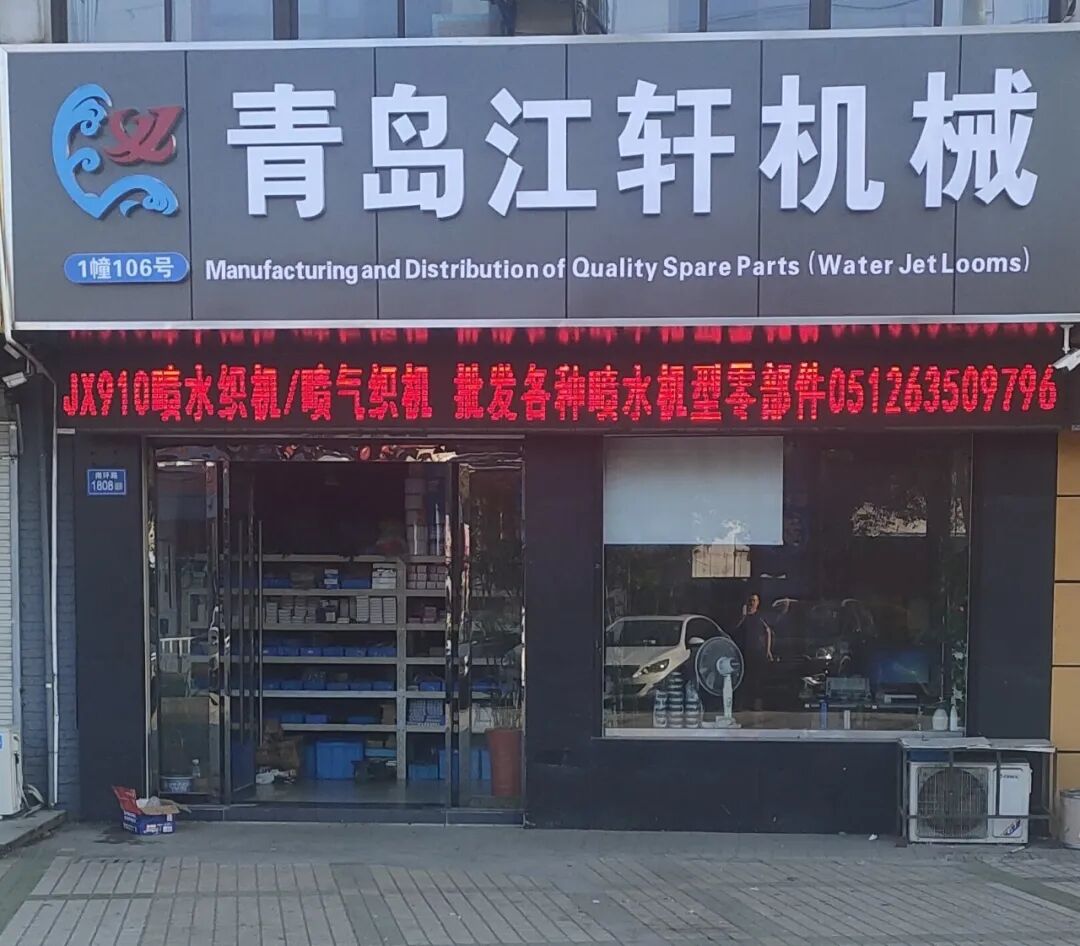 青岛江轩机械
1幢106号
Manufacturing and Distribution of Quality Spare Parts (Water Jet Looms)
JX910喷水织机/喷气织机 批发各种喷水机型零部件051263509796
南环路
1808